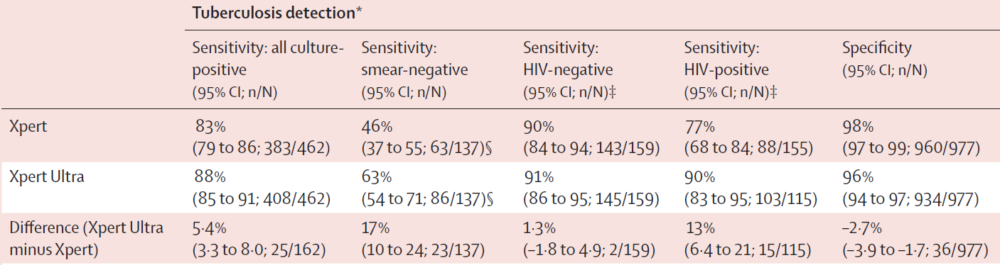 Tuberculosis detection*
Sensitivity: all culture-positive (95% CI; n/N) Sensitivity: smear-negative (95% CI; n/N) Sensitivity: HIV-negative (95% CI; n/N)‡ Sensitivity: HIV-positive (95% CI; n/N)‡ Specificity (95% CI; n/N)
Xpert 83% 46% 90% 77% 98%
(79 to 86; 383/462) (37 to 55; 63/137)§ (84 to 94; 143/159) (68 to 84; 88/155) (97 to 99; 960/977)
Xpert Ultra 88% 63% 91% 90% 96%
(85 to 91; 408/462) (54 to 71; 86/137)§ (86 to 95; 145/159) (83 to 95; 103/115) (94 to 97; 934/977)
Difference (Xpert Ultra 5·4% 17% 1·3% 13% –2·7%
minus Xpert) (3·3 to 8·0; 25/162) (10 to 24; 23/137) (–1·8 to 4·9; 2/159) (6·4 to 21; 15/115) (–3·9 to –1·7; 36/977)